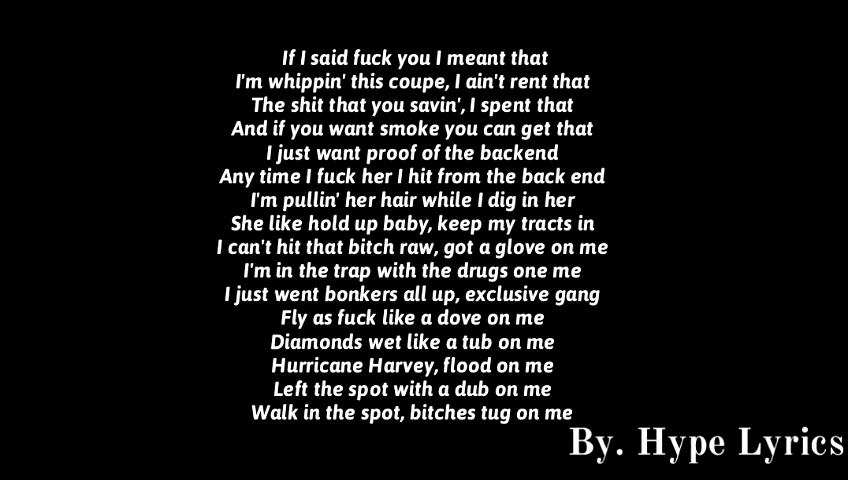 If I said fuck you I meant that
I'm whippin' this coupe, I ain't rent that
The shit that you savin', I spent that
And if you want smoke you can get that
I just want proof of the backend
Any time I fuck her I hit from the back end
I'm pullin' her hair while I dig in her
She like hold up baby, keep my tracts in
I can't hit that bitch raw, got a glove on me
I'm in the trap with the drugs one me
I just went bonkers all up, exclusive gang
Fly as fuck like a dove on me
Diamonds wet like a tub on me
Hurricane Harvey, flood on me
Left the spot with a dub on me
Walk in the spot, bitches tug on me
By. Hype Lyrics